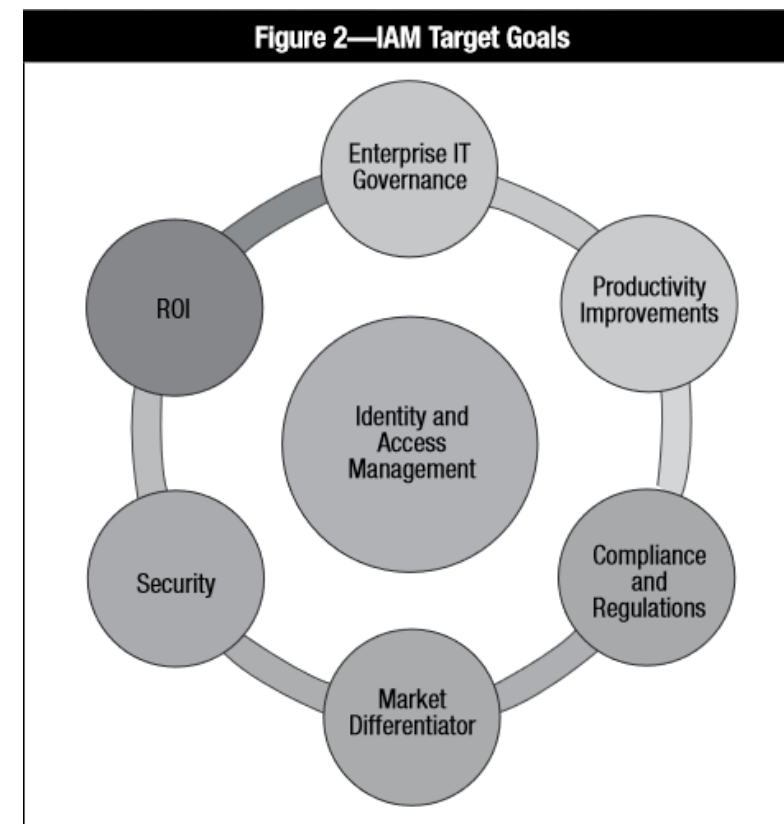 Figure 2—IAM Target Goals
Enterprise IT
Governance
Productivity
Improvements
Compliance
and
Regulations
Market
Differentiator
Security
ROI
Identity and
Access
Management